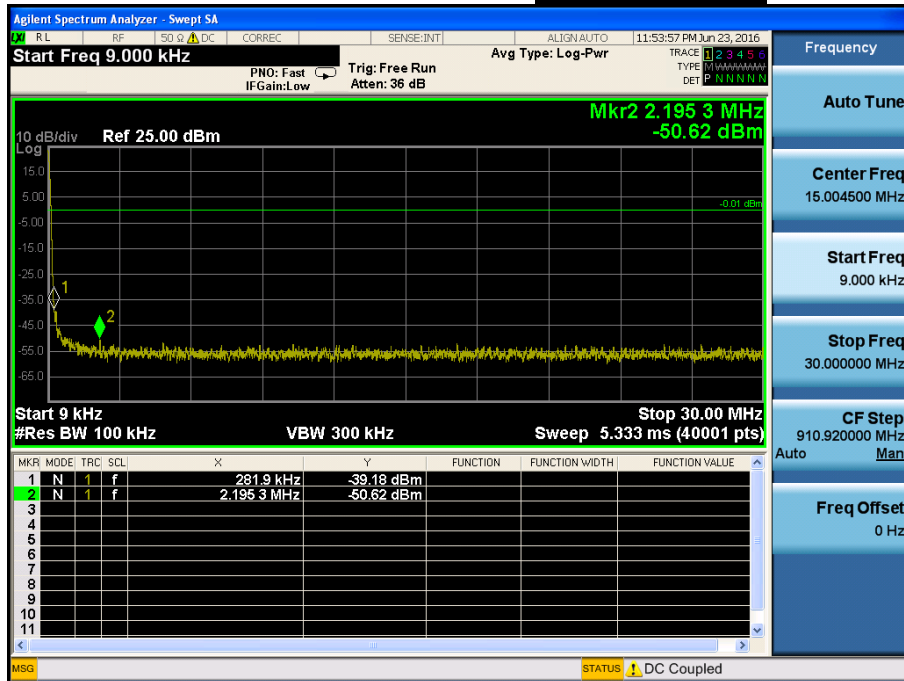 Agilent Spectrum Analyzer - Swept SA
LXI RL RF 50 Ω DC CORREC SENSE:INT ALIGN AUTO 11:53:57 PM Jun 23, 2016
Start Freq 9.000 kHz
PNO: Fast
IFGain:Low
Trig: Free Run
Atten: 36 dB
Avg Type: Log-Pwr
TRACE 1 2 3 4 5 6
TYPE MWWWWW
DET P N N N N N
Mkr2 2.195 3 MHz
-50.62 dBm
10 dB/div Ref 25.00 dBm
Log
15.0
5.00
-0.01 dBm
-5.00
-15.0
-25.0
1
-35.0
-45.0
2
-55.0
-65.0
Start 9 kHz Stop 30.00 MHz
#Res BW 100 kHz VBW 300 kHz Sweep 5.333 ms (40001 pts)
MKR MODE TRC SCL X Y FUNCTION FUNCTION WIDTH FUNCTION VALUE
1 N 1 f 281.9 kHz -39.18 dBm
2 N 1 f 2.195 3 MHz -50.62 dBm
3
4
5
6
7
8
9
10
11
MSG STATUS DC Coupled
Frequency
Auto Tune
Center Freq
15.004500 MHz
Start Freq
9.000 kHz
Stop Freq
30.000000 MHz
CF Step
910.920000 MHz
Auto Man
Freq Offset
0 Hz